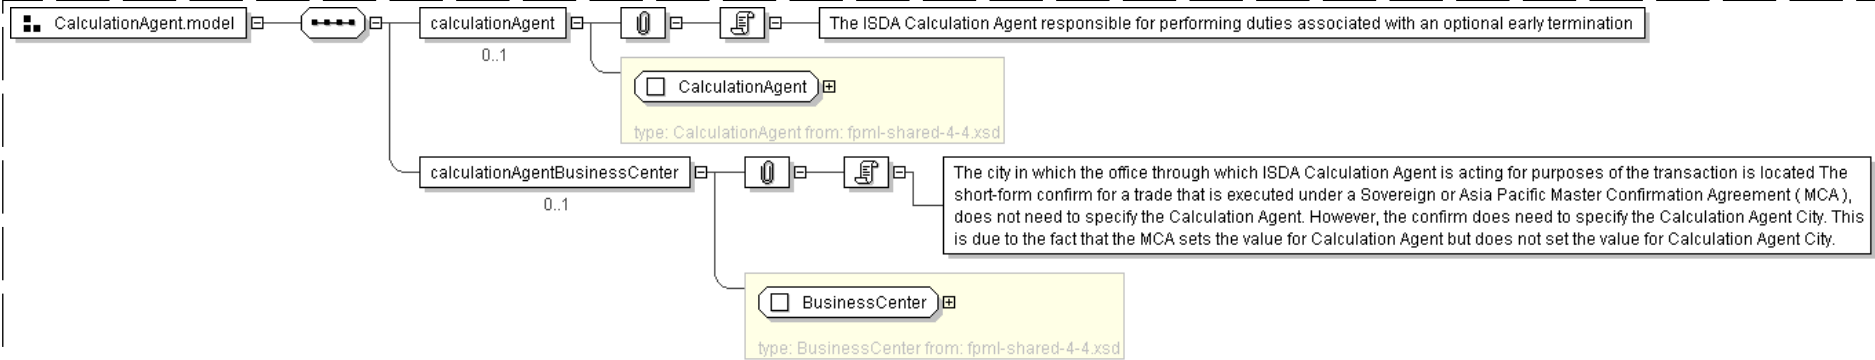 CalculationAgent.model
calculationAgent
The ISDA Calculation Agent responsible for performing duties associated with an optional early termination
0..1
CalculationAgent
type: CalculationAgent from: fpml-shared-4-4.xsd
calculationAgentBusinessCenter
0..1
The city in which the office through which ISDA Calculation Agent is acting for purposes of the transaction is located The
short-form confirm for a trade that is executed under a Sovereign or Asia Pacific Master Confirmation Agreement ( MCA ),
does not need to specify the Calculation Agent. However, the confirm does need to specify the Calculation Agent City. This
is due to the fact that the MCA sets the value for Calculation Agent but does not set the value for Calculation Agent City.
BusinessCenter
type: BusinessCenter from: fpml-shared-4-4.xsd